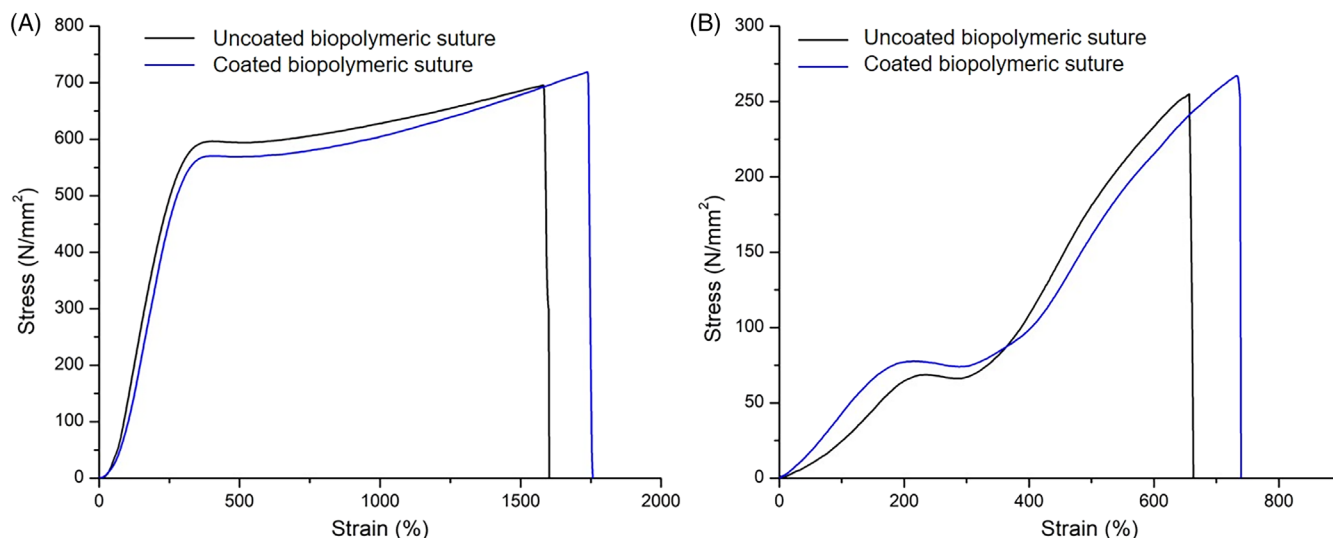 (A)
Uncoated biopolymeric suture
Coated biopolymeric suture
800
700
600
500
400
300
200
100
0
Stress (N/mm²)
0
500
1000
1500
2000
Strain (%)
(B)
Uncoated biopolymeric suture
Coated biopolymeric suture
300
250
200
150
100
50
0
Stress (N/mm²)
0
200
400
600
800
Strain (%)